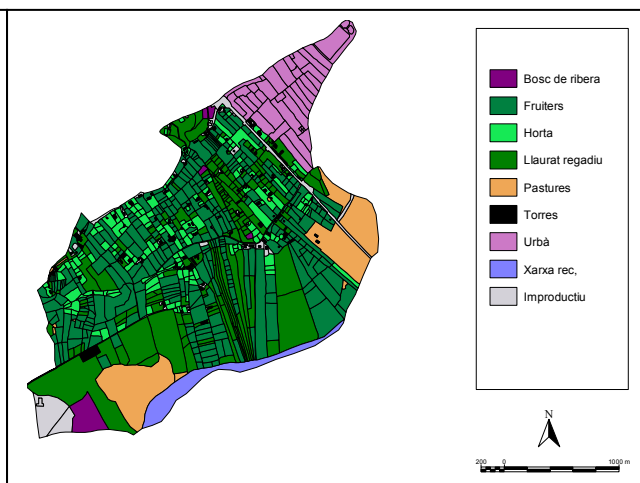 Bosc de ribera
Fruiters
Horta
Llaurat regadiu
Pastures
Torres
Urbà
Xarxa rec,
Improductiu
N
200 0 1000 m